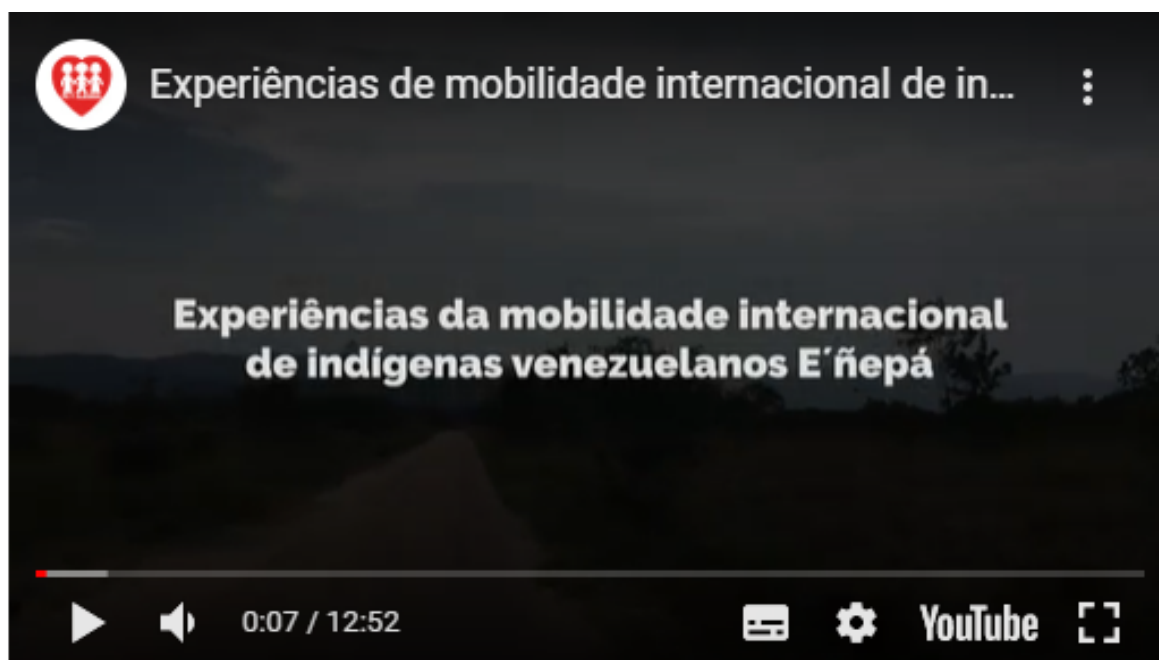 Experiências de mobilidade internacional de in...
Experiências da mobilidade internacional
de indígenas venezuelanos E´ñepá
0:07 / 12:52
YouTube